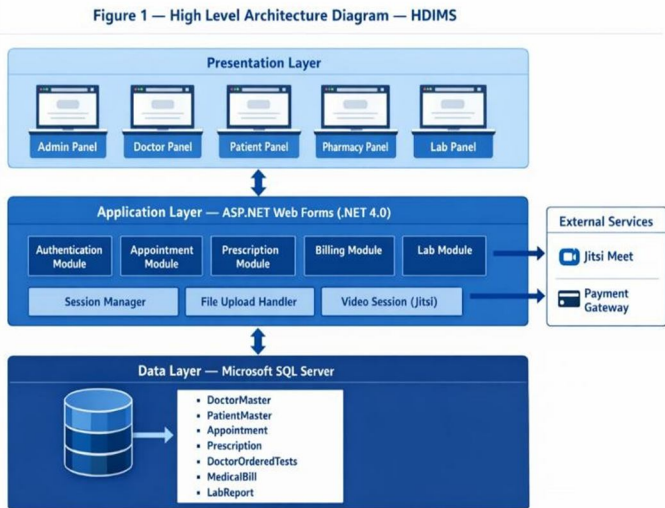 Figure 1 — High Level Architecture Diagram — HDIMS
Presentation Layer
Admin Panel
Doctor Panel
Patient Panel
Pharmacy Panel
Lab Panel
Application Layer — ASP.NET Web Forms (.NET 4.0)
Authentication
Module
Appointment
Module
Prescription
Module
Billing Module
Lab Module
Session Manager
File Upload Handler
Video Session (Jitsi)
External Services
Jitsi Meet
Payment
Gateway
Data Layer — Microsoft SQL Server
• DoctorMaster
• PatientMaster
• Appointment
• Prescription
• DoctorOrderedTests
• MedicalBill
• LabReport